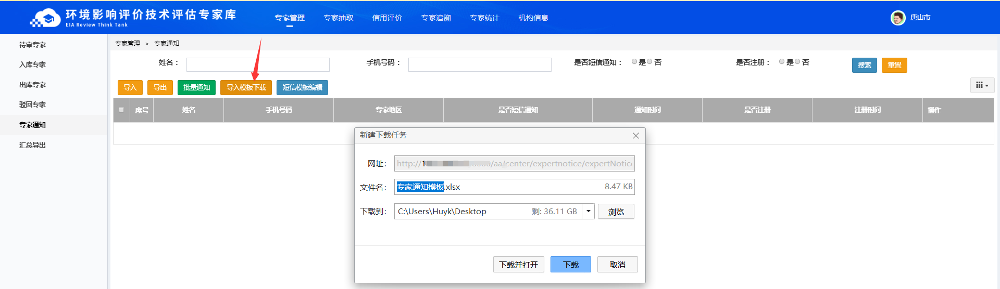 环境影响评价技术评估专家库
EIA Review Think Tank
专家管理 专家抽取 信用评价 专家追溯 专家统计 机构信息
唐山市
待审专家
入库专家
出库专家
驳回专家
专家通知
汇总导出
专家管理 > 专家通知
姓名： 手机号码： 是否短信通知： 是 否 是否注册： 是 否 搜索 重置
导入 导出 批量通知 导入模板下载 短信模板编辑
序号 姓名 手机号码 专家地区 是否短信通知 通知时间 是否注册 注册时间 操作
新建下载任务
网址： http://1 /aa/center/expertnotice/expertNotice
文件名： 专家通知模板.xlsx 8.47 KB
下载到： C:\Users\Huyk\Desktop 剩: 36.11 GB 浏览
下载并打开 下载 取消